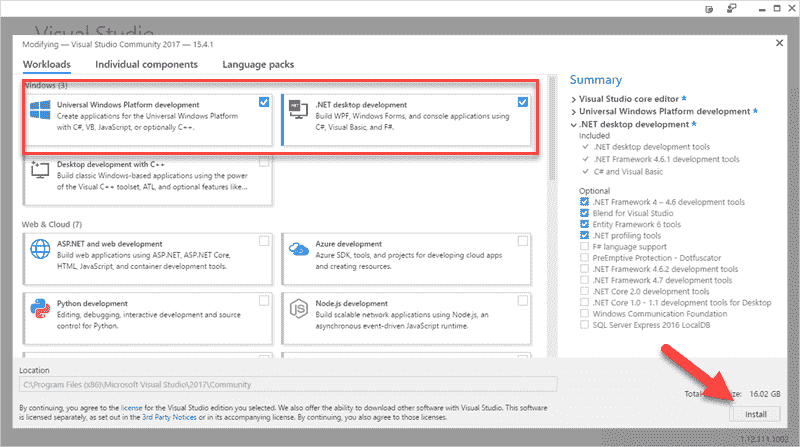 Visual Studio
Modifying — Visual Studio Community 2017 — 15.4.1
Workloads Individual components Language packs
Windows (3)
Universal Windows Platform development
Create applications for the Universal Windows Platform
with C#, VB, JavaScript, or optionally C++.
.NET desktop development
Build WPF, Windows Forms, and console applications using
C#, Visual Basic, and F#.
Desktop development with C++
Build classic Windows-based applications using the power
of the Visual C++ toolset, ATL, and optional features like...
Web & Cloud (7)
ASP.NET and web development
Build web applications using ASP.NET, ASP.NET Core,
HTML, JavaScript, and container development tools.
Azure development
Azure SDK, tools, and projects for developing cloud apps
and creating resources.
Python development
Editing, debugging, interactive development and source
control for Python.
Node.js development
Build scalable network applications using Node.js, an
asynchronous event-driven JavaScript runtime.
Summary
Visual Studio core editor *
Universal Windows Platform development *
.NET desktop development *
Included
.NET desktop development tools
.NET Framework 4.6.1 development tools
C# and Visual Basic
Optional
.NET Framework 4 – 4.6 development tools
Blend for Visual Studio
Entity Framework 6 tools
.NET profiling tools
F# language support
PreEmptive Protection - Dotfuscator
.NET Framework 4.6.2 development tools
.NET Framework 4.7 development tools
.NET Core 2.0 development tools
.NET Core 1.0 - 1.1 development tools for Desktop
Windows Communication Foundation
SQL Server Express 2016 LocalDB
Location
C:\Program Files (x86)\Microsoft Visual Studio\2017\Community
By continuing, you agree to the license for the Visual Studio edition you selected. We also offer the ability to download other software with Visual Studio. This software
is licensed separately, as set out in the 3rd Party Notices or in its accompanying license. By continuing, you also agree to those licenses.
Total 16.02 GB
Install
1.12.111.1002